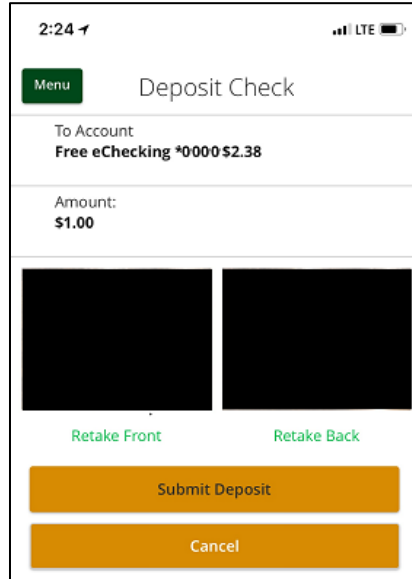 2:24 LTE
Menu Deposit Check
To Account
Free eChecking *0000 $2.38
Amount:
$1.00
Retake Front Retake Back
Submit Deposit
Cancel